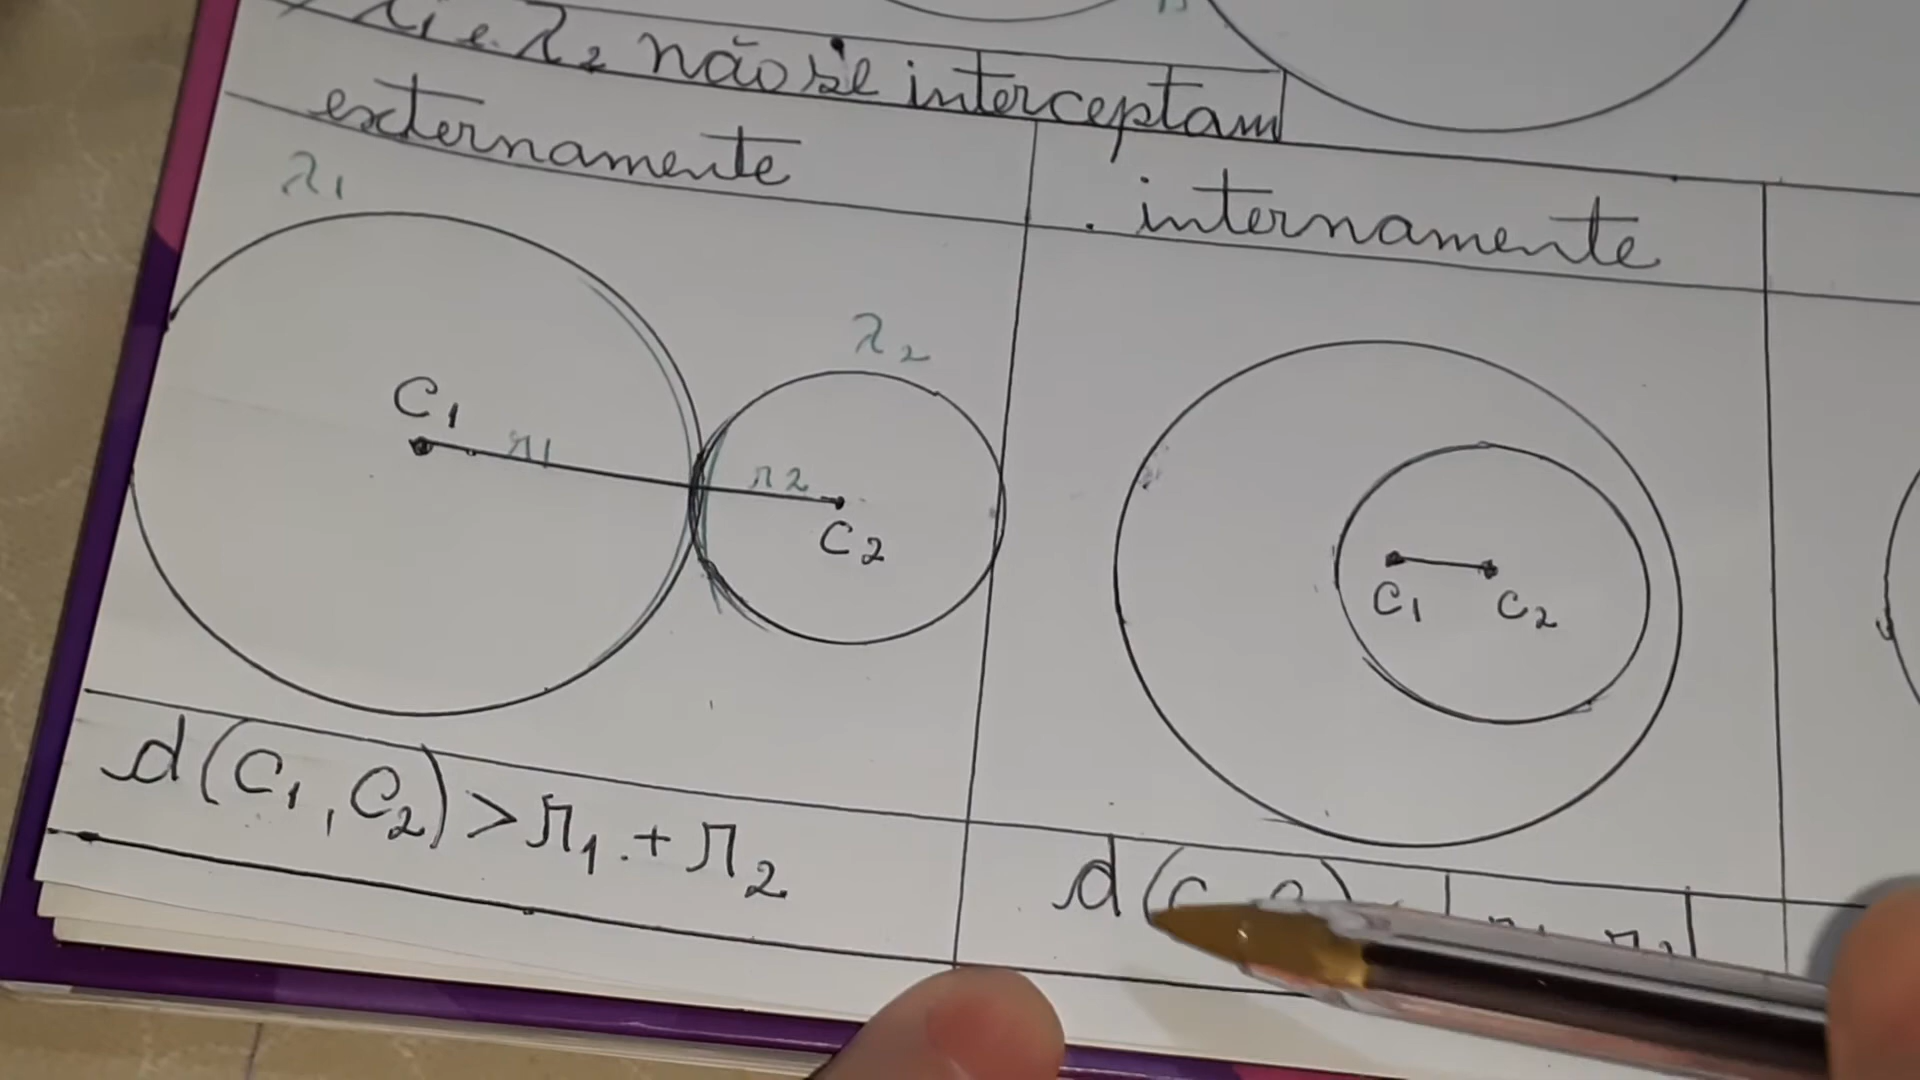 λ1 e λ2 não se interceptam
externamente
internamente
λ1
λ2
C1
r1
r2
C2
C1
C2
d(C1, C2) > r1 + r2
d(